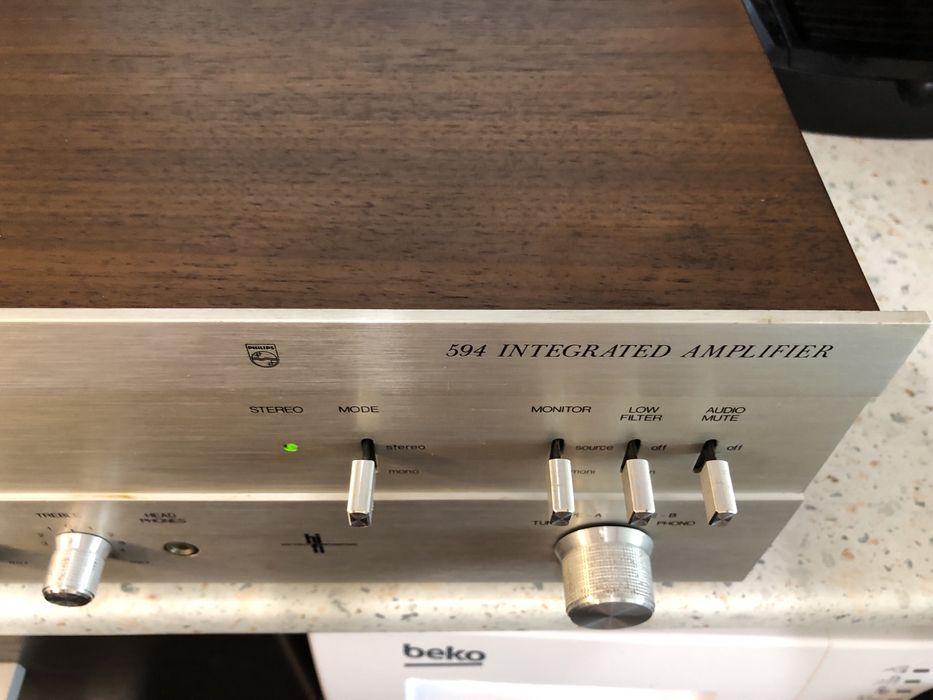 PHILIPS
594 INTEGRATED AMPLIFIER
STEREO MODE MONITOR LOW FILTER AUDIO MUTE
stereo source off off
mono moni
TREBLE HEAD PHONES A - B
PHONO
beko